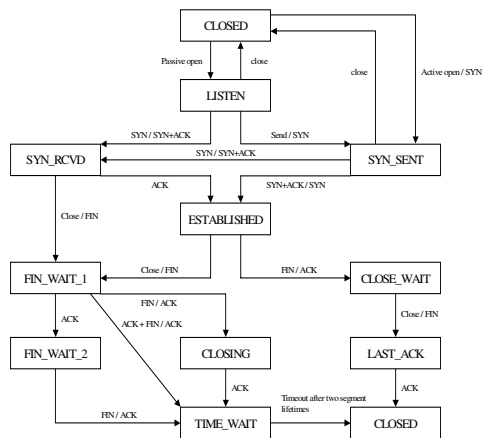 CLOSED
Passive open
close
close
Active open / SYN
LISTEN
SYN / SYN+ACK
Send / SYN
SYN_RCVD
SYN / SYN+ACK
SYN_SENT
ACK
SYN+ACK / SYN
ESTABLISHED
Close / FIN
Close / FIN
FIN / ACK
FIN_WAIT_1
CLOSE_WAIT
FIN / ACK
ACK
ACK + FIN / ACK
Close / FIN
FIN_WAIT_2
CLOSING
LAST_ACK
ACK
ACK
Timeout after two segment
lifetimes
FIN / ACK
TIME_WAIT
CLOSED